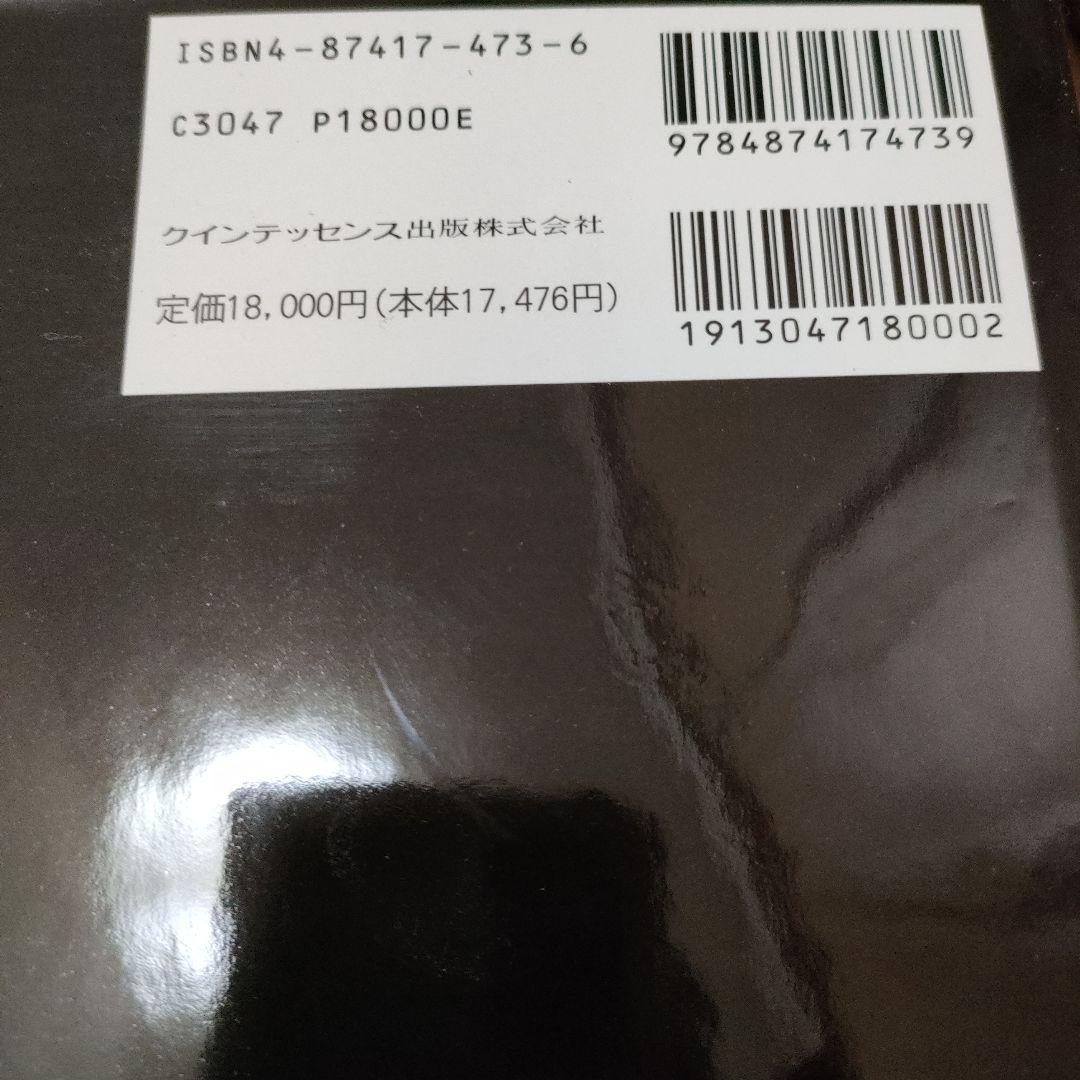 ISBN4-87417-473-6
C3047 P18000E
9784874174739
クインテッセンス出版株式会社
定価18,000円(本体17,476円)
1913047180002